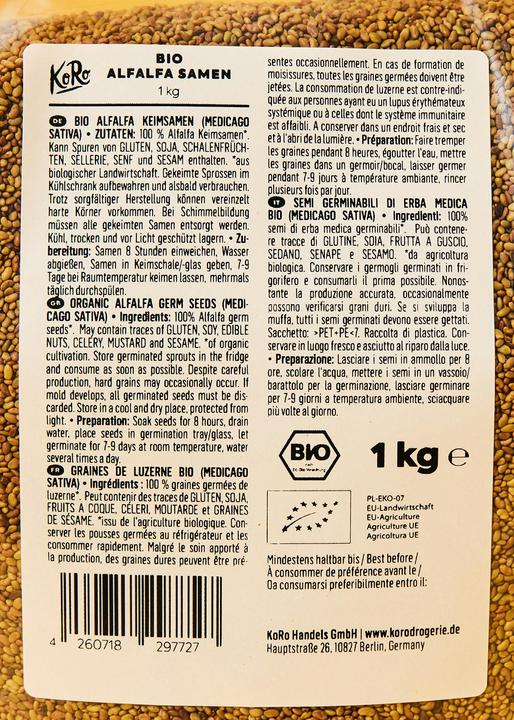 KoRo
BIO
ALFALFA SAMEN
1 kg
DE BIO ALFALFA KEIMSAMEN (MEDICAGO
SATIVA) • ZUTATEN: 100 % Alfalfa Keimsamen*.
Kann Spuren von GLUTEN, SOJA, SCHALENFRÜCH-
TEN, SELLERIE, SENF und SESAM enthalten. *aus
biologischer Landwirtschaft. Gekeimte Sprossen im
Kühlschrank aufbewahren und alsbald verbrauchen.
Trotz sorgfältiger Herstellung können vereinzelt
harte Körner vorkommen. Bei Schimmelbildung
müssen alle gekeimten Samen entsorgt werden.
Kühl, trocken und vor Licht geschützt lagern. • Zu-
bereitung: Samen 8 Stunden einweichen, Wasser
abgießen, Samen in Keimschale/-glas geben, 7-9
Tage bei Raumtemperatur keimen lassen, mehrmals
täglich durchspülen.
GB ORGANIC ALFALFA GERM SEEDS (MEDI-
CAGO SATIVA) • Ingredients: 100% Alfalfa germ
seeds*. May contain traces of GLUTEN, SOY, EDIBLE
NUTS, CELERY, MUSTARD and SESAME. *of organic
cultivation. Store germinated sprouts in the fridge
and consume as soon as possible. Despite careful
production, hard grains may occasionally occur. If
mold develops, all germinated seeds must be dis-
carded. Store in a cool and dry place, protected from
light. • Preparation: Soak seeds for 8 hours, drain
water, place seeds in germination tray/glass, let
germinate for 7-9 days at room temperature, water
several times a day.
FR GRAINES DE LUZERNE BIO (MEDICAGO
SATIVA) • Ingrédients : 100 % graines germées de
luzerne*. Peut contenir des traces de GLUTEN, SOJA,
FRUITS A COQUE, CÉLERI, MOUTARDE et GRAINES
DE SÉSAME. *issu de l'agriculture biologique. Con-
server les pousses germées au réfrigérateur et les
consommer rapidement. Malgré le soin apporté à
la production, des graines dures peuvent être pré-
4 260718 297727
sentes occasionnellement. En cas de formation de
moisissures, toutes les graines germées doivent être
jetées. La consommation de luzerne est contre-indi-
quée aux personnes ayant eu un lupus érythémateux
systémique ou à celles dont le système immunitaire
est affaibli. A conserver dans un endroit frais et sec
et à l'abri de la lumière. • Préparation: Faire tremper
les graines pendant 8 heures, égoutter l'eau, mettre
les graines dans un germoir/bocal, laisser germer
pendant 7-9 jours à température ambiante, rincer
plusieurs fois par jour.
IT SEMI GERMINABILI DI ERBA MEDICA
BIO (MEDICAGO SATIVA) • Ingredienti: 100%
semi di erba medica germinabili*. Può contene-
re tracce di GLUTINE, SOIA, FRUTTA A GUSCIO,
SEDANO, SENAPE e SESAMO. *da agricoltura
biologica. Conservare i germogli germinati in fri-
gorifero e consumarli il prima possibile. Nonos-
tante la produzione accurata, occasionalmente
possono verificarsi grani duri. Se si sviluppa la
muffa, tutti i semi germinati devono essere gettati.
Sacchetto: >PET+PE<7. Raccolta di plastica. Con-
servare in luogo fresco e asciutto al riparo dalla luce.
• Preparazione: Lasciare i semi in ammollo per 8
ore, scolare l'acqua, mettere i semi in un vassoio/
barattolo per la germinazione, lasciare germinare
per 7-9 giorni a temperatura ambiente, sciacquare
più volte al giorno.
BIO
nach
EG-Öko-Verordnung
1 kg e
PL-EKO-07
EU-Landwirtschaft
EU-Agriculture
Agriculture UE
Agricoltura UE
Mindestens haltbar bis / Best before /
À consommer de préférence avant le /
Da consumarsi preferibilmente entro il:
KoRo Handels GmbH | www.korodrogerie.de
Hauptstraße 26, 10827 Berlin, Germany